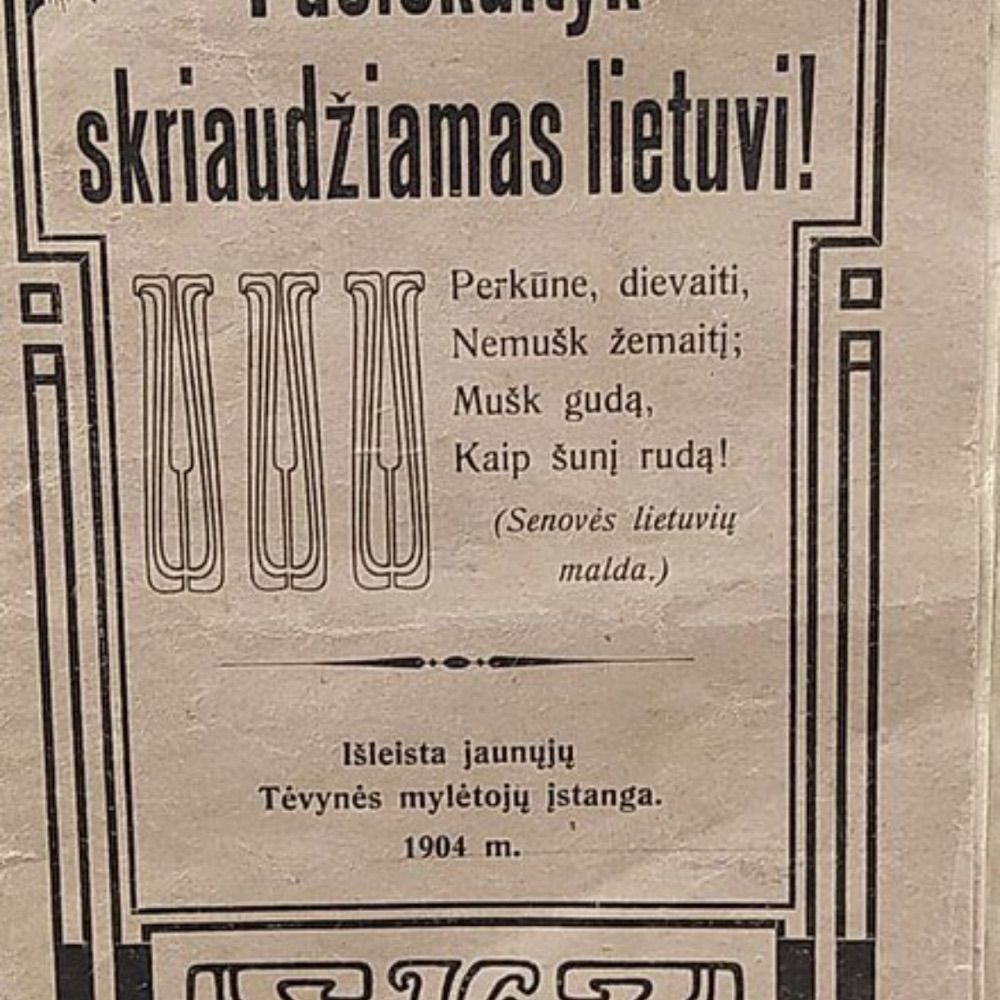 skriaudžiamas lietuvi!
Perkūne, dievaiti,
Nemušk žemaitį;
Mušk gudą,
Kaip šunį rudą!
(Senovės lietuvių
malda.)
Išleista jaunųjų
Tėvynės mylėtojų įstanga.
1904 m.